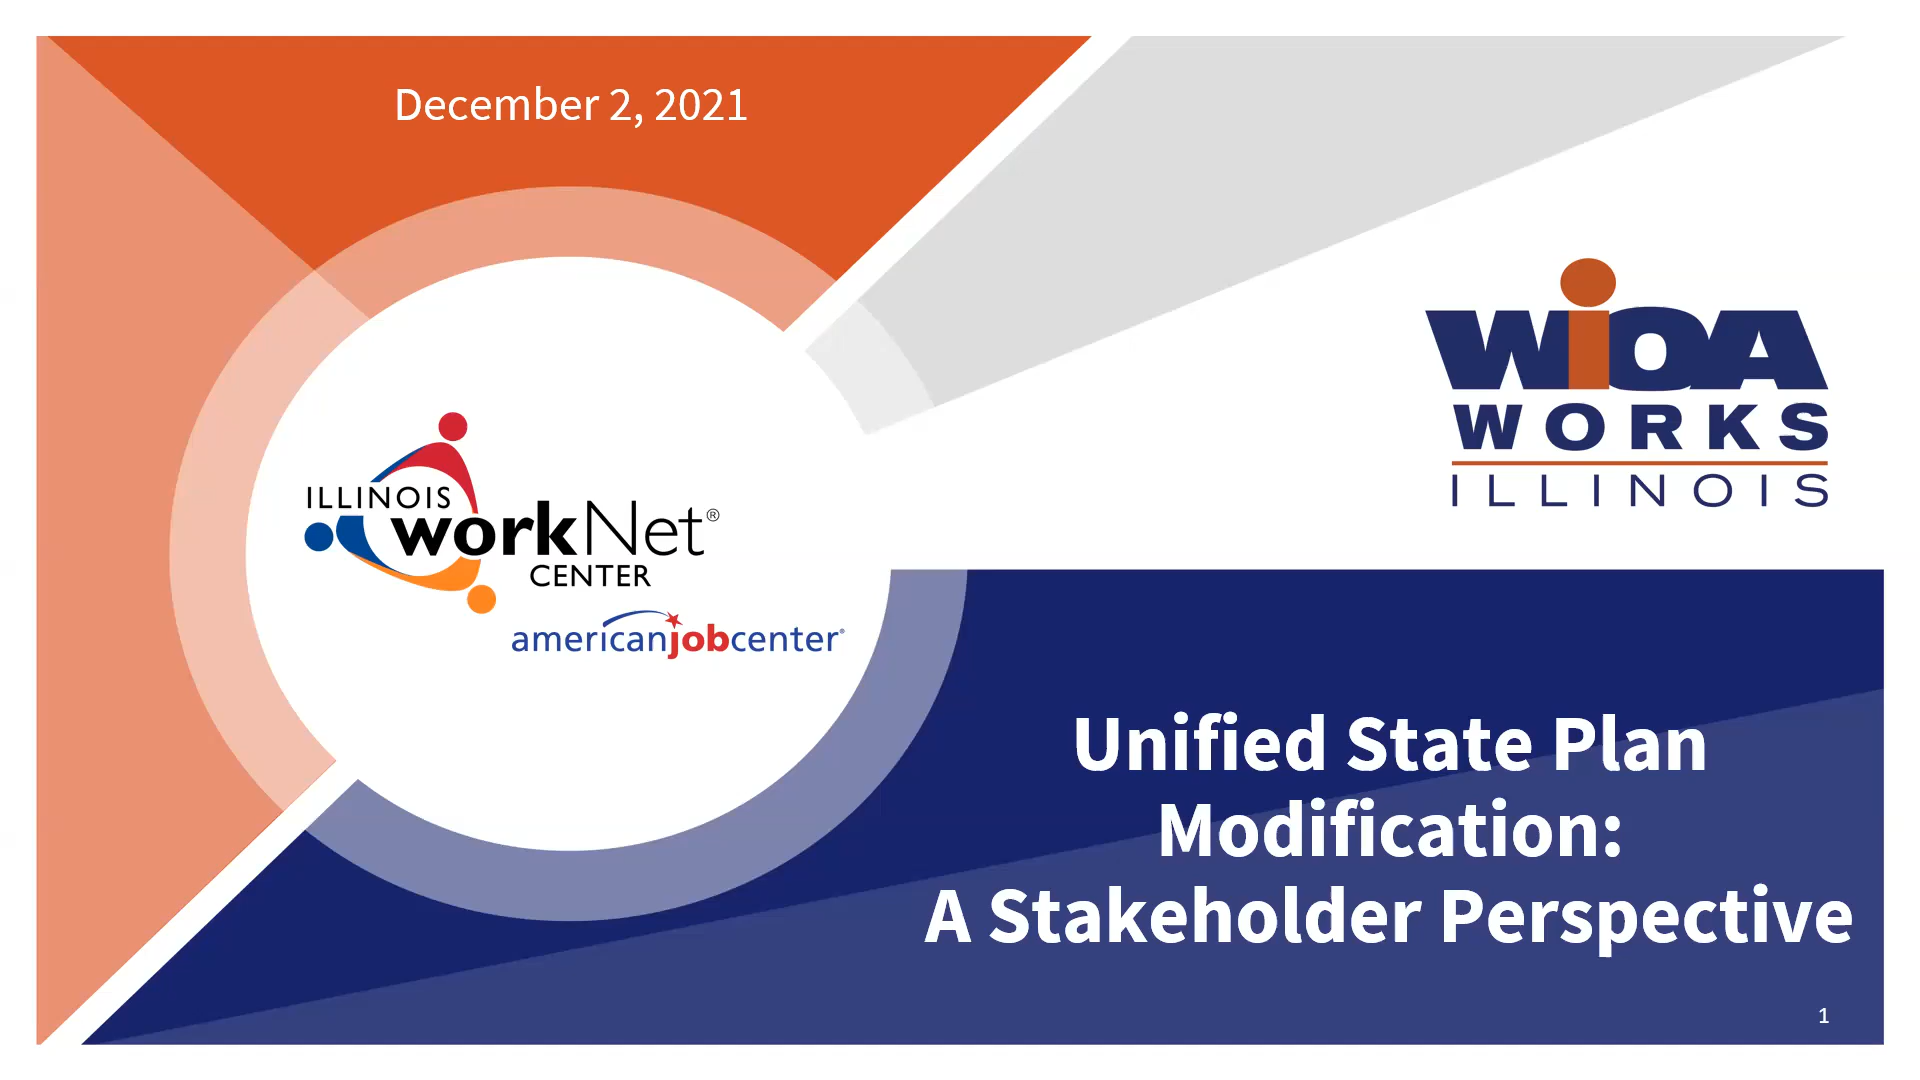 December 2, 2021
ILLINOIS
workNet®
CENTER
americanjobcenter®
WiOA
WORKS
ILLINOIS
Unified State Plan
Modification:
A Stakeholder Perspective
1